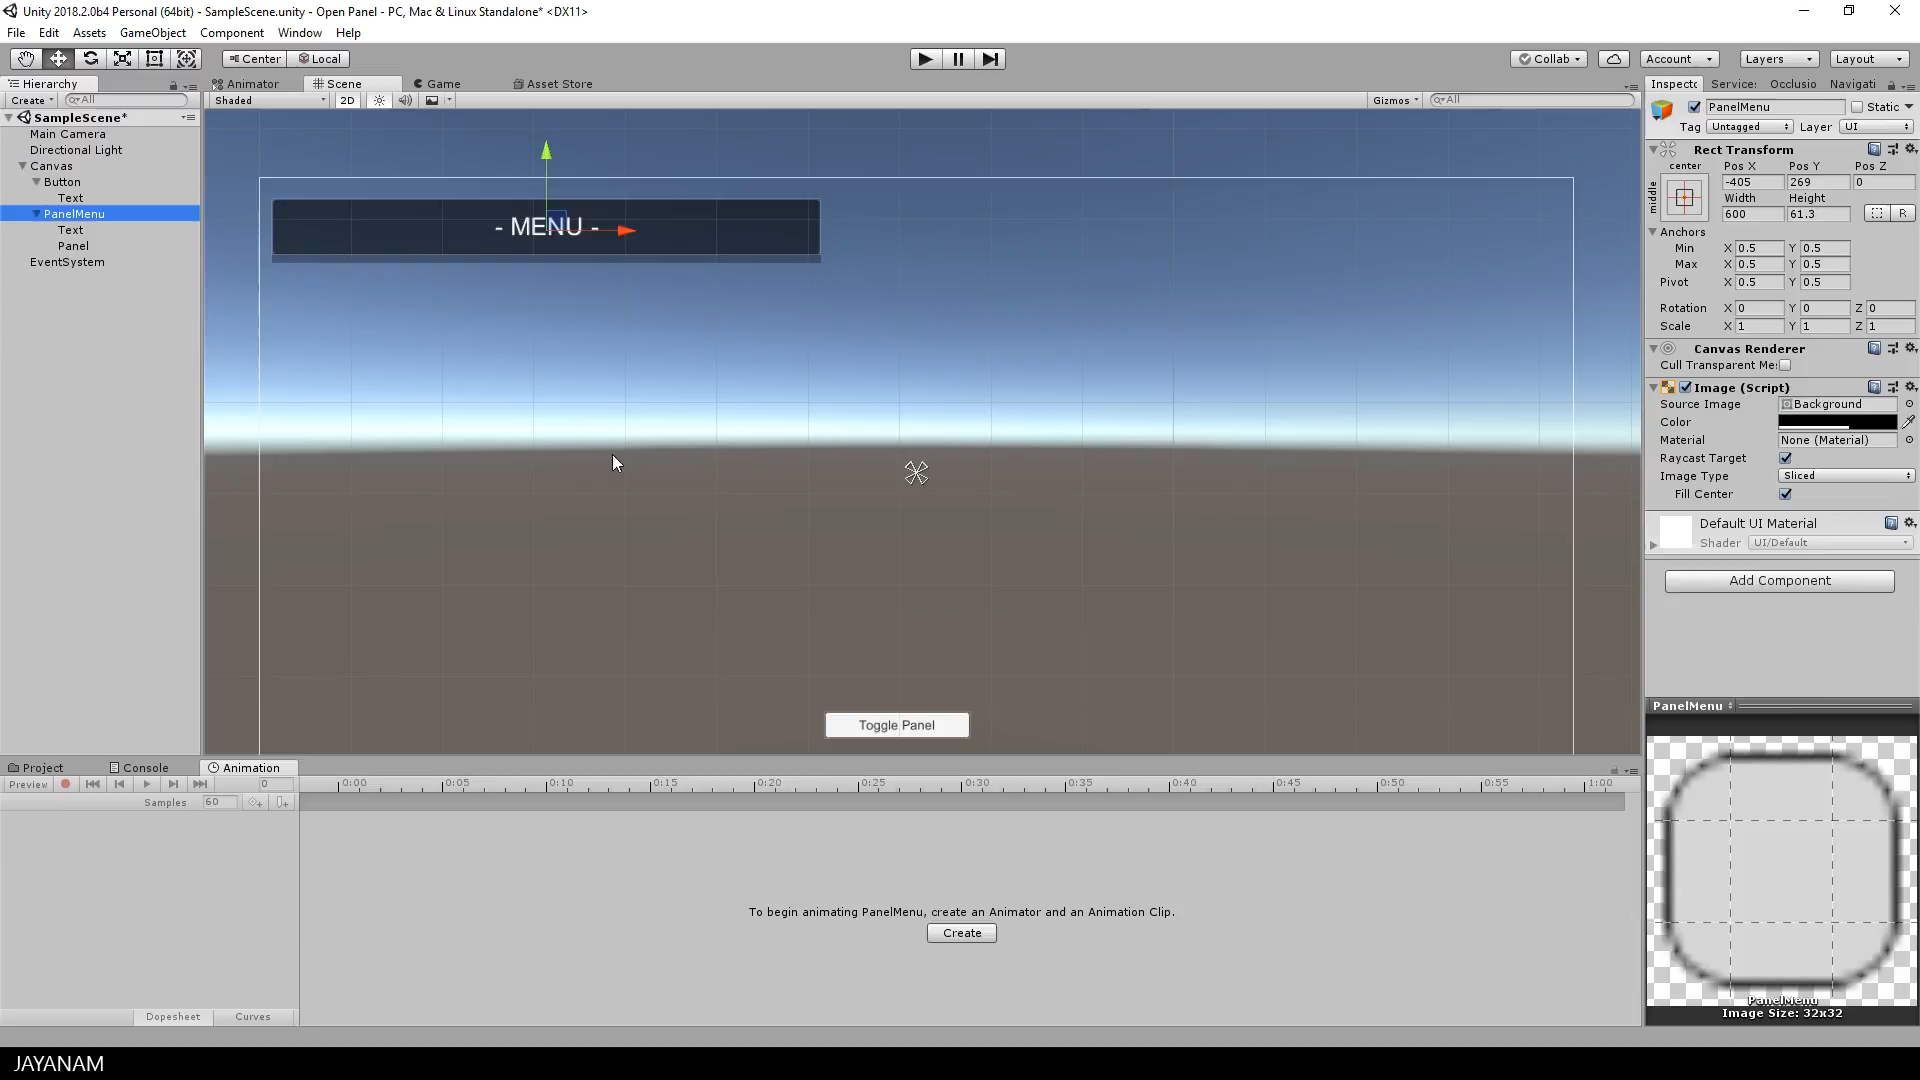 Unity 2018.2.0b4 Personal (64bit) - SampleScene.unity - Open Panel - PC, Mac & Linux Standalone* <DX11>
File Edit Assets GameObject Component Window Help
Center Local Collab Account Layers Layout
Hierarchy
Create All
SampleScene*
Main Camera
Directional Light
Canvas
Button
Text
PanelMenu
Text
Panel
EventSystem
Animator Scene Game Asset Store
Shaded 2D Gizmos All
- MENU -
Toggle Panel
Inspecto Service Occlusio Navigati
PanelMenu Static
Tag Untagged Layer UI
Rect Transform
center Pos X Pos Y Pos Z
middle
-405 269 0
Width Height
600 61.3 R
Anchors
Min X 0.5 Y 0.5
Max X 0.5 Y 0.5
Pivot X 0.5 Y 0.5
Rotation X 0 Y 0 Z 0
Scale X 1 Y 1 Z 1
Canvas Renderer
Cull Transparent Me
Image (Script)
Source Image Background
Color
Material None (Material)
Raycast Target
Image Type Sliced
Fill Center
Default UI Material
Shader UI/Default
Add Component
PanelMenu
PanelMenu
Image Size: 32x32
Project Console Animation
Preview 0 0:00 0:05 0:10 0:15 0:20 0:25 0:30 0:35 0:40 0:45 0:50 0:55 1:00
Samples 60
To begin animating PanelMenu, create an Animator and an Animation Clip.
Create
Dopesheet Curves
JAYANAM